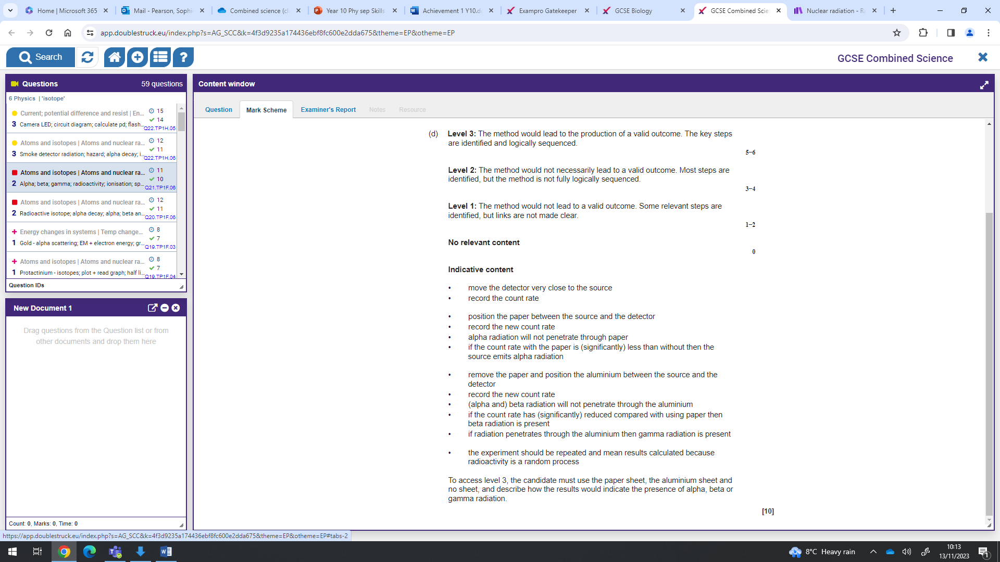 Home | Microsoft 365
Mail - Pearson, Sophi
Combined science (cl
Year 10 Phy sep Skills
Achievement 1 Y10.do
Exampro Gatekeeper
GCSE Biology
GCSE Combined Scie
Nuclear radiation - R
app.doublestruck.eu/index.php?s=AG_SCC&k=4f3d9235a174436ebf8fc600e2dda675&theme=EP&otheme=EP
Search
?
GCSE Combined Science
Questions 59 questions
6 Physics | 'isotope'
Current; potential difference and resist | En... 15
14
3 Camera LED; circuit diagram; calculate pd; flash...
Q22.TP1H.05
Atoms and isotopes | Atoms and nuclear ra... 12
11
3 Smoke detector radiation; hazard; alpha decay; i...
Q22.TP1H.06
Atoms and isotopes | Atoms and nuclear ra... 11
10
2 Alpha; beta; gamma; radioactivity; ionisation; sp...
Q21.TP1F.06
Atoms and isotopes | Atoms and nuclear ra... 12
11
2 Radioactive isotope; alpha decay; alpha; beta an...
Q20.TP1F.06
Energy changes in systems | Temp change... 8
7
1 Gold - alpha scattering; EM + electron energy; gr...
Q19.TP1F.03
Atoms and isotopes | Atoms and nuclear ra... 8
7
1 Protactinium - isotopes; plot + read graph; half li...
Q19.TP1F.04
Question IDs
New Document 1
Drag questions from the Question list or from
other documents and drop them here
Count: 0, Marks: 0, Time: 0
Content window
Question Mark Scheme Examiner's Report Notes Resource
(d) Level 3: The method would lead to the production of a valid outcome. The key steps
are identified and logically sequenced.
5–6
Level 2: The method would not necessarily lead to a valid outcome. Most steps are
identified, but the method is not fully logically sequenced.
3–4
Level 1: The method would not lead to a valid outcome. Some relevant steps are
identified, but links are not made clear.
1–2
No relevant content
0
Indicative content
• move the detector very close to the source
• record the count rate
• position the paper between the source and the detector
• record the new count rate
• alpha radiation will not penetrate through paper
• if the count rate with the paper is (significantly) less than without then the
source emits alpha radiation
• remove the paper and position the aluminium between the source and the
detector
• record the new count rate
• (alpha and) beta radiation will not penetrate through the aluminium
• if the count rate has (significantly) reduced compared with using paper then
beta radiation is present
• if radiation penetrates through the aluminium then gamma radiation is present
• the experiment should be repeated and mean results calculated because
radioactivity is a random process
To access level 3, the candidate must use the paper sheet, the aluminium sheet and
no sheet, and describe how the results would indicate the presence of alpha, beta or
gamma radiation.
[10]
https://app.doublestruck.eu/index.php?s=AG_SCC&k=4f3d9235a174436ebf8fc600e2dda675&theme=EP&otheme=EP#tabs-2
8°C Heavy rain
10:13
13/11/2023
1